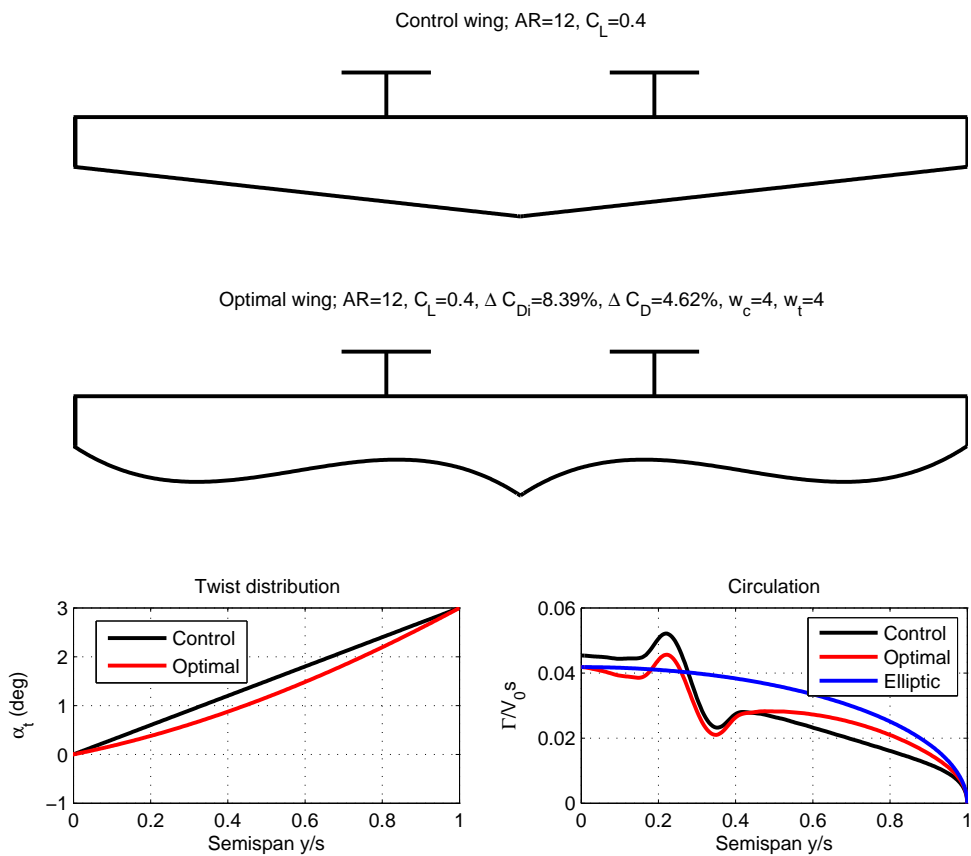 Control wing; AR=12, C_L=0.4
Optimal wing; AR=12, C_L=0.4, Δ C_Di=8.39%, Δ C_D=4.62%, w_c=4, w_t=4
Twist distribution
3
2
1
0
−1
α_t (deg)
Control
Optimal
0 0.2 0.4 0.6 0.8 1
Semispan y/s
Circulation
0.06
0.04
0.02
0
Γ/V_0s
Control
Optimal
Elliptic
0 0.2 0.4 0.6 0.8 1
Semispan y/s